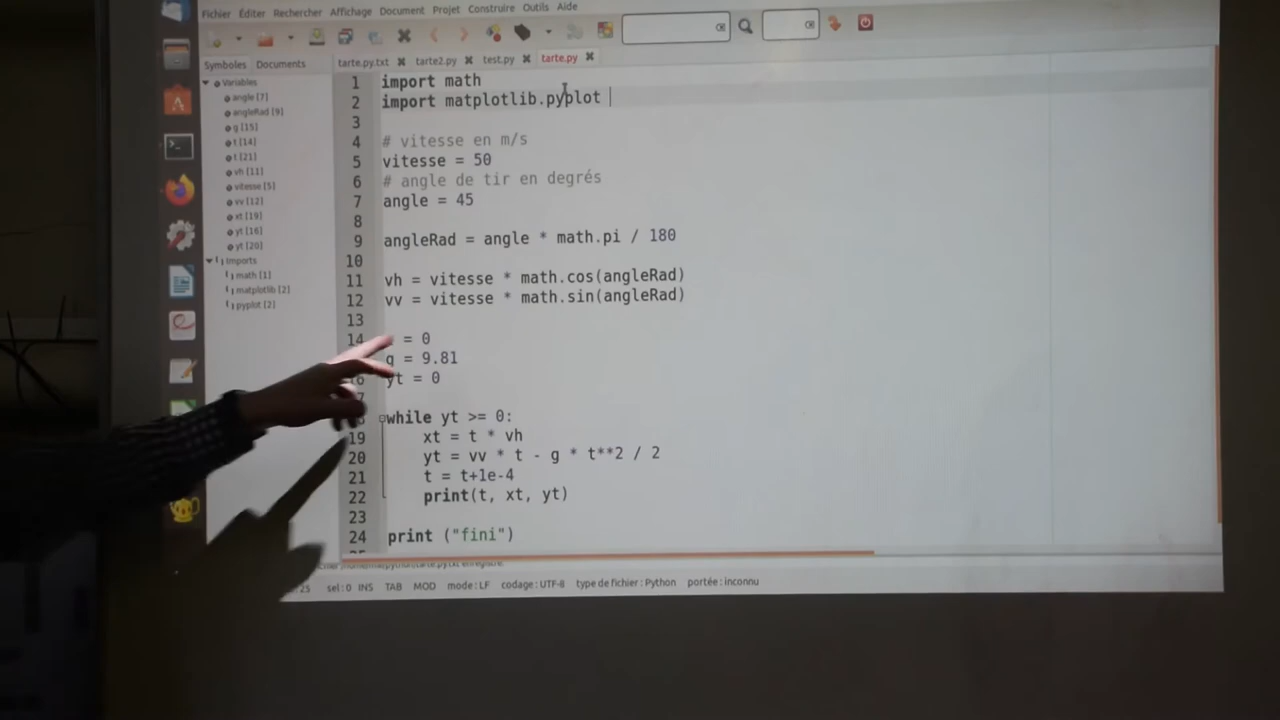 Fichier Éditer Rechercher Affichage Document Projet Construire Outils Aide
Symboles Documents
tarte.py.txt tarte2.py test.py tarte.py
Variables
angle [7]
angleRad [9]
g [15]
t [14]
t [21]
vh [11]
vitesse [5]
vv [12]
xt [19]
yt [16]
yt [20]
Imports
math [1]
matplotlib [2]
pyplot [2]
1 import math
2 import matplotlib.pyplot
3
4 # vitesse en m/s
5 vitesse = 50
6 # angle de tir en degrés
7 angle = 45
8
9 angleRad = angle * math.pi / 180
10
11 vh = vitesse * math.cos(angleRad)
12 vv = vitesse * math.sin(angleRad)
13
14 = 0
g = 9.81
yt = 0
while yt >= 0:
19 xt = t * vh
20 yt = vv * t - g * t**2 / 2
21 t = t+1e-4
22 print(t, xt, yt)
23
24 print ("fini")
sel : 0 INS TAB MOD mode : LF codage : UTF-8 type de fichier : Python portée : inconnu